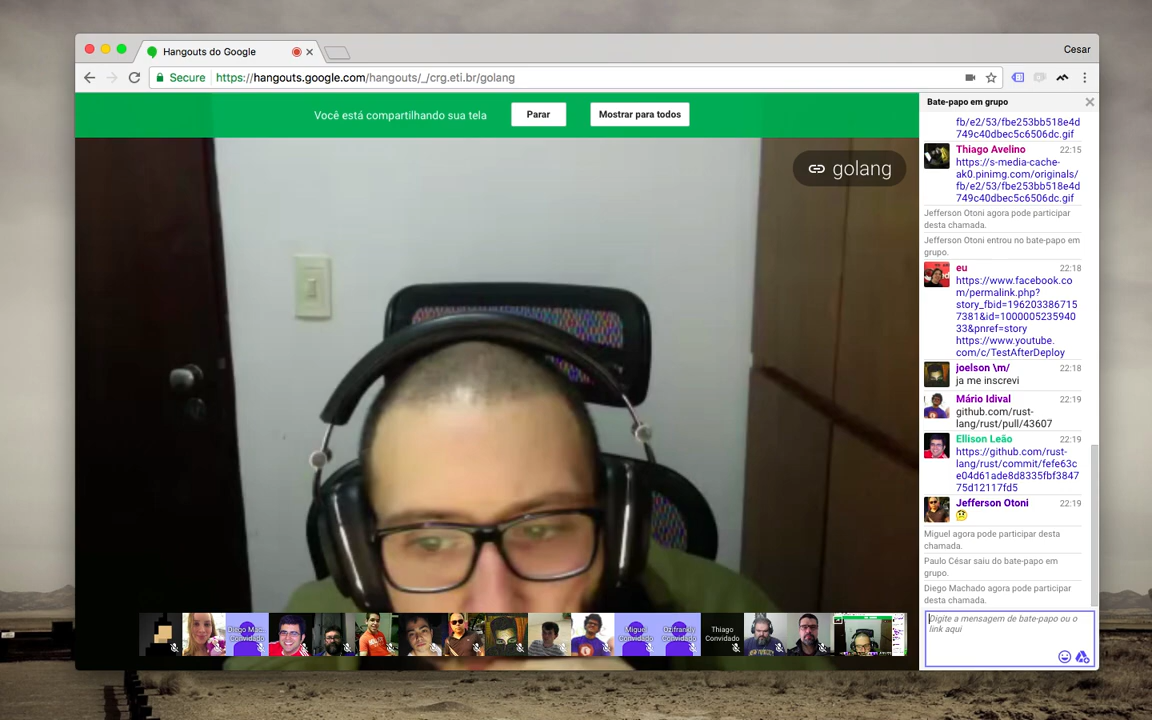 Hangouts do Google
Cesar
Secure
https://hangouts.google.com/hangouts/_/crg.eti.br/golang
Você está compartilhando sua tela
Parar
Mostrar para todos
golang
Diego Mac...
Convidado
Miguel
Convidado
Convidado
Thiago
Convidado
Bate-papo em grupo
fb/e2/53/fbe253bb518e4d
749c40dbec5c6506dc.gif
Thiago Avelino 22:15
https://s-media-cache-
ak0.pinimg.com/originals/
fb/e2/53/fbe253bb518e4d
749c40dbec5c6506dc.gif
Jefferson Otoni agora pode participar
desta chamada.
Jefferson Otoni entrou no bate-papo em
grupo.
eu 22:18
https://www.facebook.co
m/permalink.php?
story_fbid=196203386715
7381&id=1000005235940
33&pnref=story
https://www.youtube.
com/c/TestAfterDeploy
joelson \m/ 22:18
ja me inscrevi
Mário Idival 22:19
github.com/rust-
lang/rust/pull/43607
Ellison Leão 22:19
https://github.com/rust-
lang/rust/commit/fefe63c
e04d61ade8d8335fbf3847
75d12117fd5
Jefferson Otoni 22:19
🤔
Miguel agora pode participar desta
chamada.
Paulo César saiu do bate-papo em
grupo.
Diego Machado agora pode participar
desta chamada.
Digite a mensagem de bate-papo ou o
link aqui